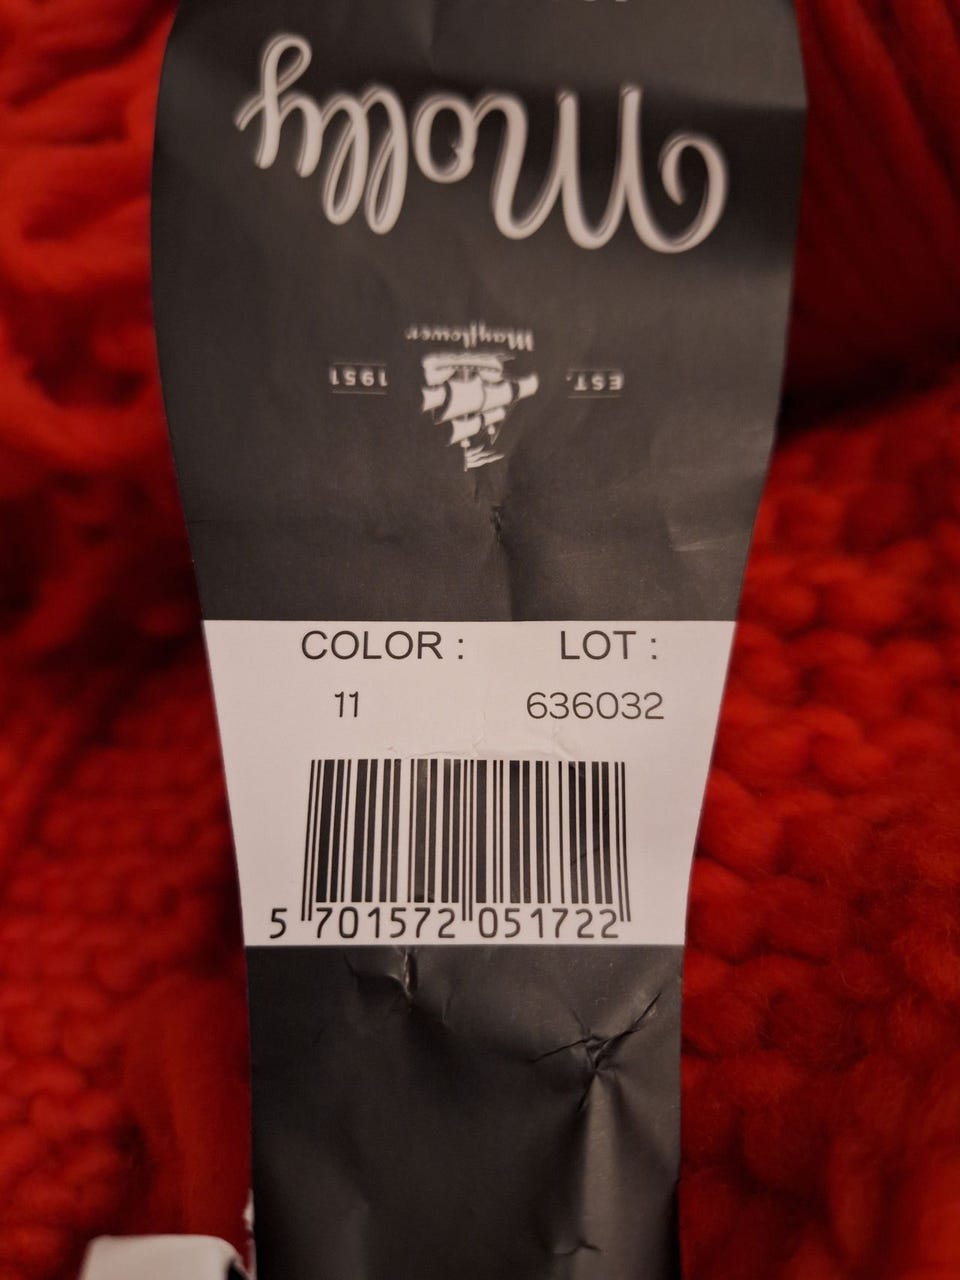 Molly
Mayflower
EST. 1951
COLOR : LOT :
11 636032
5 701572 051722